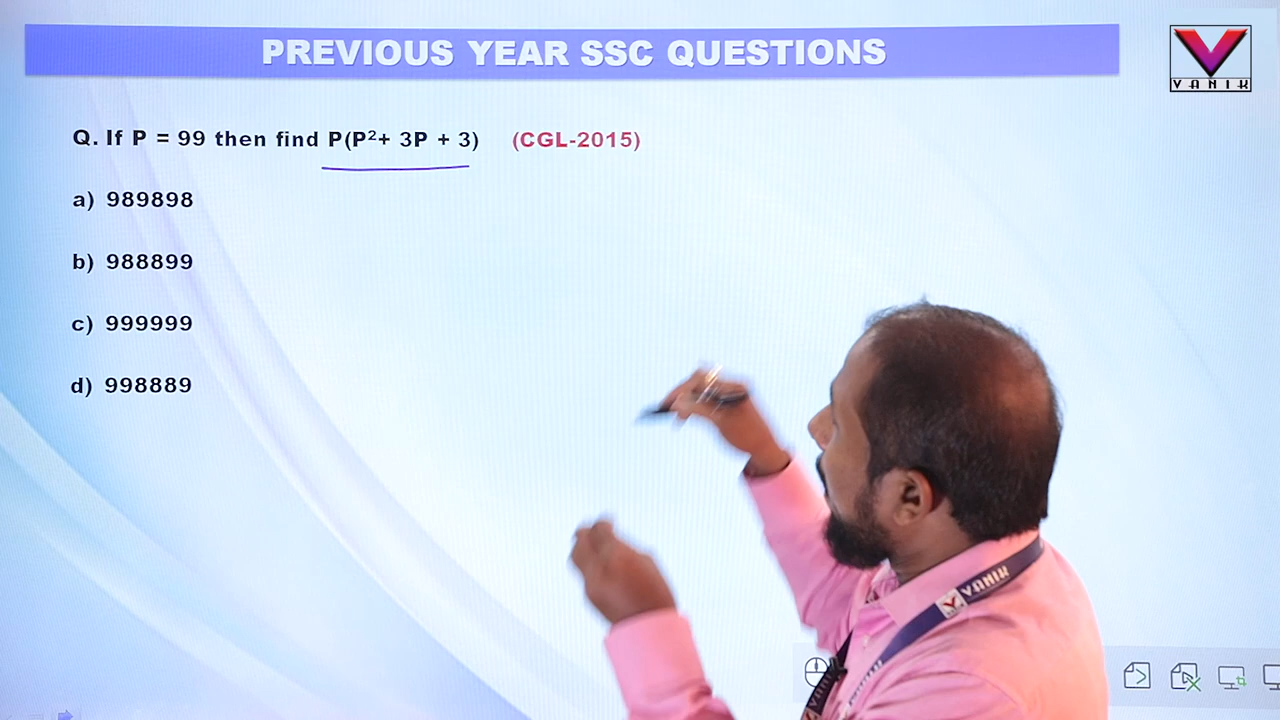 PREVIOUS YEAR SSC QUESTIONS
VANIK
Q. If P = 99 then find P(P²+ 3P + 3) (CGL-2015)
a) 989898
b) 988899
c) 999999
d) 998889
VANIK